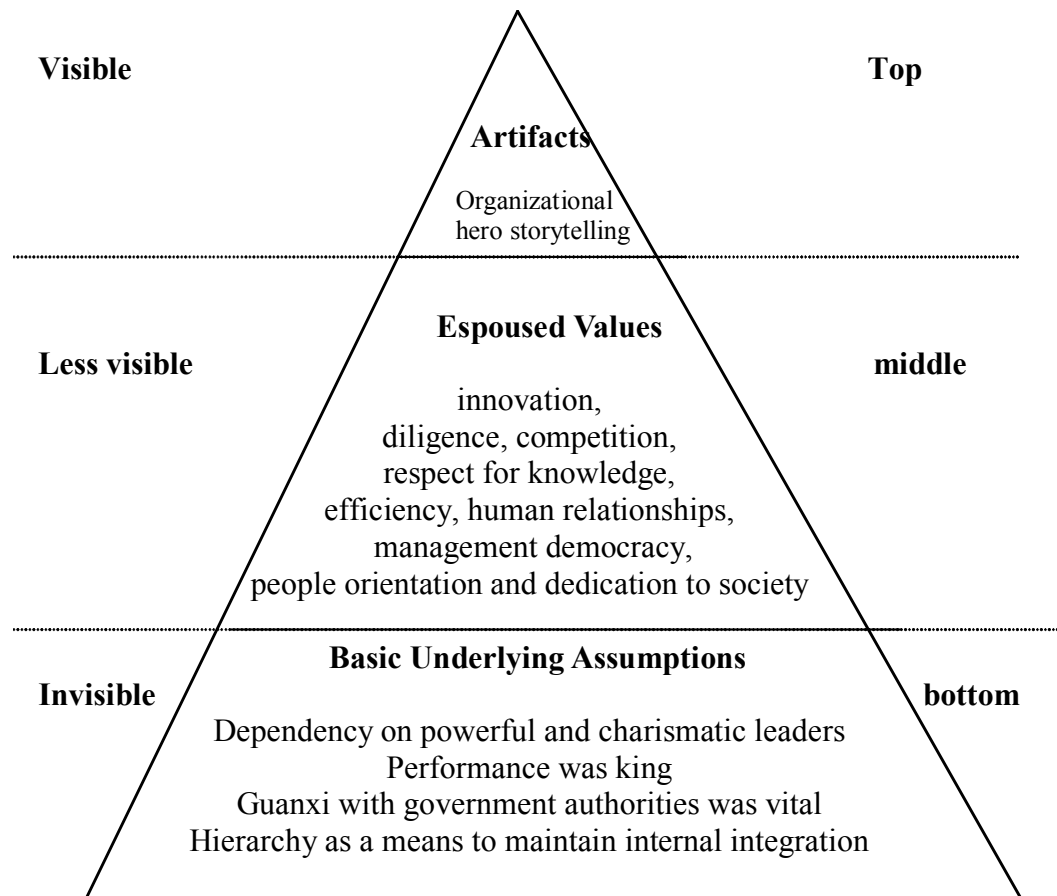 Visible
Top
Artifacts
Organizational
hero storytelling
Espoused Values
Less visible
middle
innovation,
diligence, competition,
respect for knowledge,
efficiency, human relationships,
management democracy,
people orientation and dedication to society
Basic Underlying Assumptions
Invisible
bottom
Dependency on powerful and charismatic leaders
Performance was king
Guanxi with government authorities was vital
Hierarchy as a means to maintain internal integration